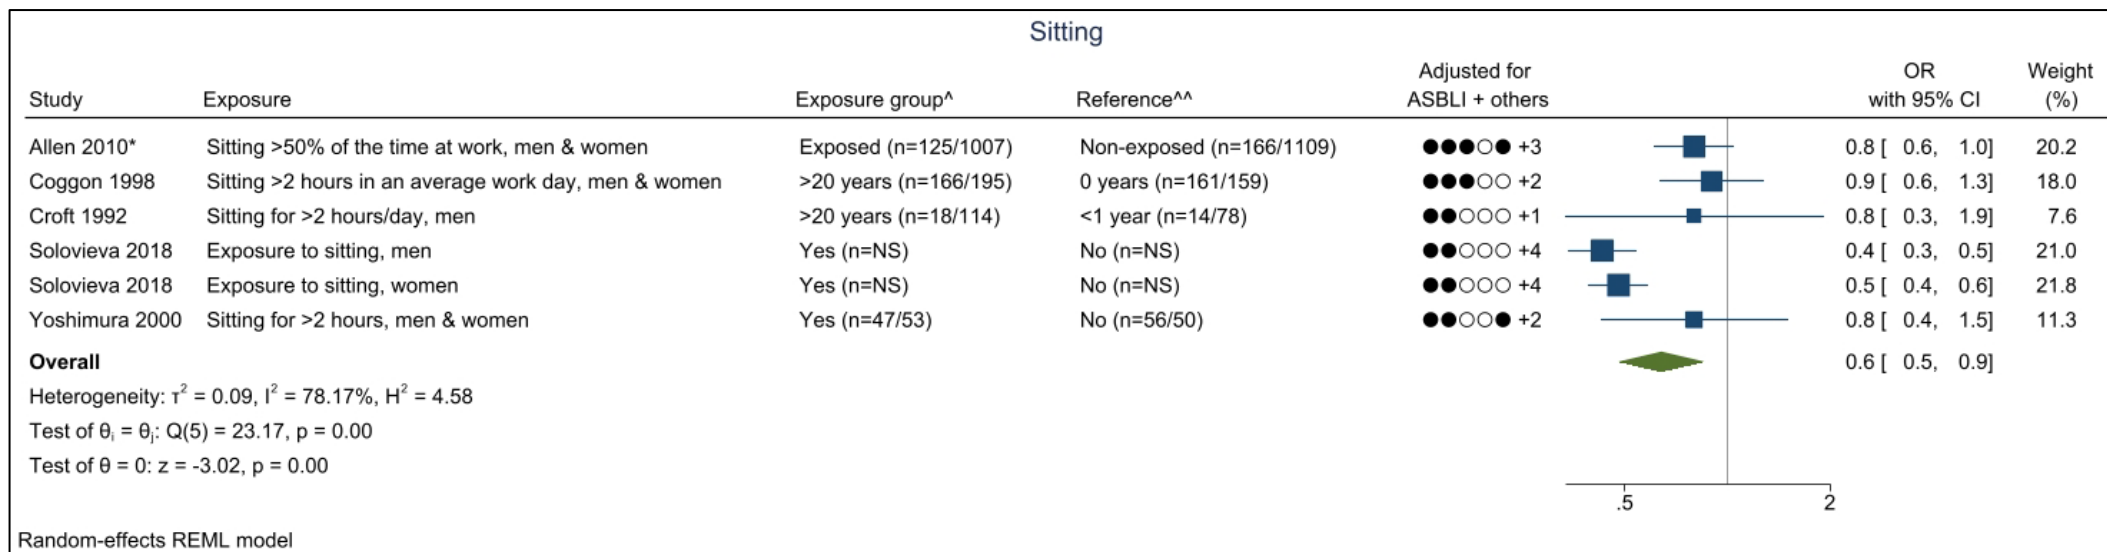 Sitting
Study Exposure Exposure group^ Reference^^ Adjusted for ASBLI + others OR with 95% CI Weight (%)
Allen 2010* Sitting >50% of the time at work, men & women Exposed (n=125/1007) Non-exposed (n=166/1109) ●●●○● +3 0.8 [ 0.6, 1.0] 20.2
Coggon 1998 Sitting >2 hours in an average work day, men & women >20 years (n=166/195) 0 years (n=161/159) ●●●○○ +2 0.9 [ 0.6, 1.3] 18.0
Croft 1992 Sitting for >2 hours/day, men >20 years (n=18/114) <1 year (n=14/78) ●●○○○ +1 0.8 [ 0.3, 1.9] 7.6
Solovieva 2018 Exposure to sitting, men Yes (n=NS) No (n=NS) ●●○○○ +4 0.4 [ 0.3, 0.5] 21.0
Solovieva 2018 Exposure to sitting, women Yes (n=NS) No (n=NS) ●●○○○ +4 0.5 [ 0.4, 0.6] 21.8
Yoshimura 2000 Sitting for >2 hours, men & women Yes (n=47/53) No (n=56/50) ●●○○● +2 0.8 [ 0.4, 1.5] 11.3
Overall 0.6 [ 0.5, 0.9]
Heterogeneity: τ² = 0.09, I² = 78.17%, H² = 4.58
Test of θᵢ = θⱼ: Q(5) = 23.17, p = 0.00
Test of θ = 0: z = -3.02, p = 0.00
.5 2
Random-effects REML model